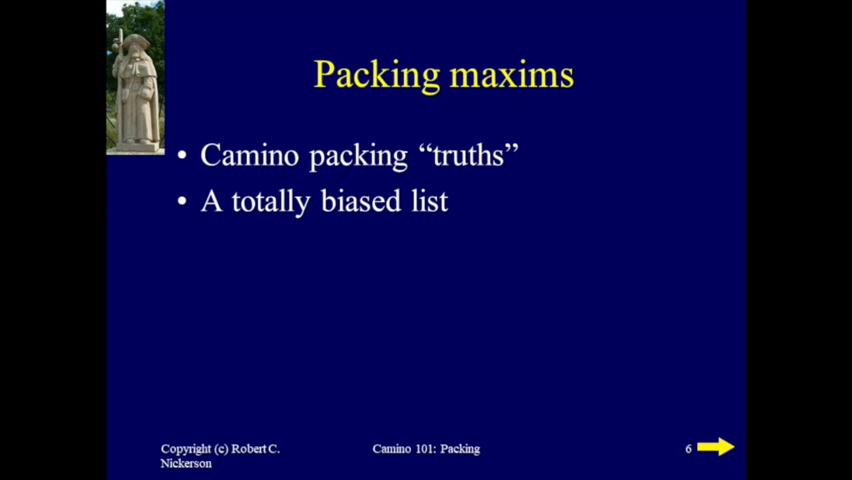 Packing maxims
• Camino packing “truths”
• A totally biased list
Copyright (c) Robert C.
Nickerson
Camino 101: Packing
6